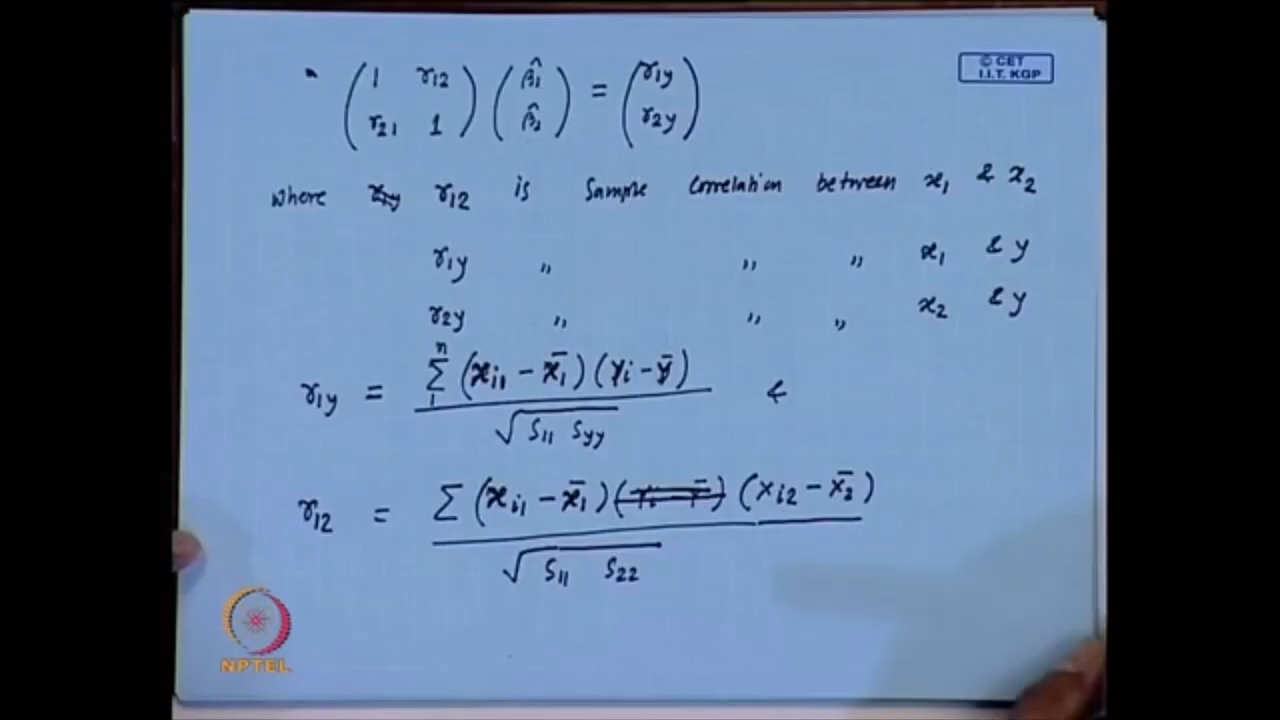 © CET
I.I.T. KGP
( 1 r12 ; r21 1 ) ( β̂1 ; β̂2 ) = ( r1y ; r2y )
where r12 is Sample Correlation between x1 & x2
r1y ,, ,, ,, x1 & y
r2y ,, ,, ,, x2 & y
r1y = Σ_1^n (xi1 − x̄1)(yi − ȳ) / √(S11 Syy) &
r12 = Σ (xi1 − x̄1) (xi2 − x̄2) / √(S11 S22)
NPTEL